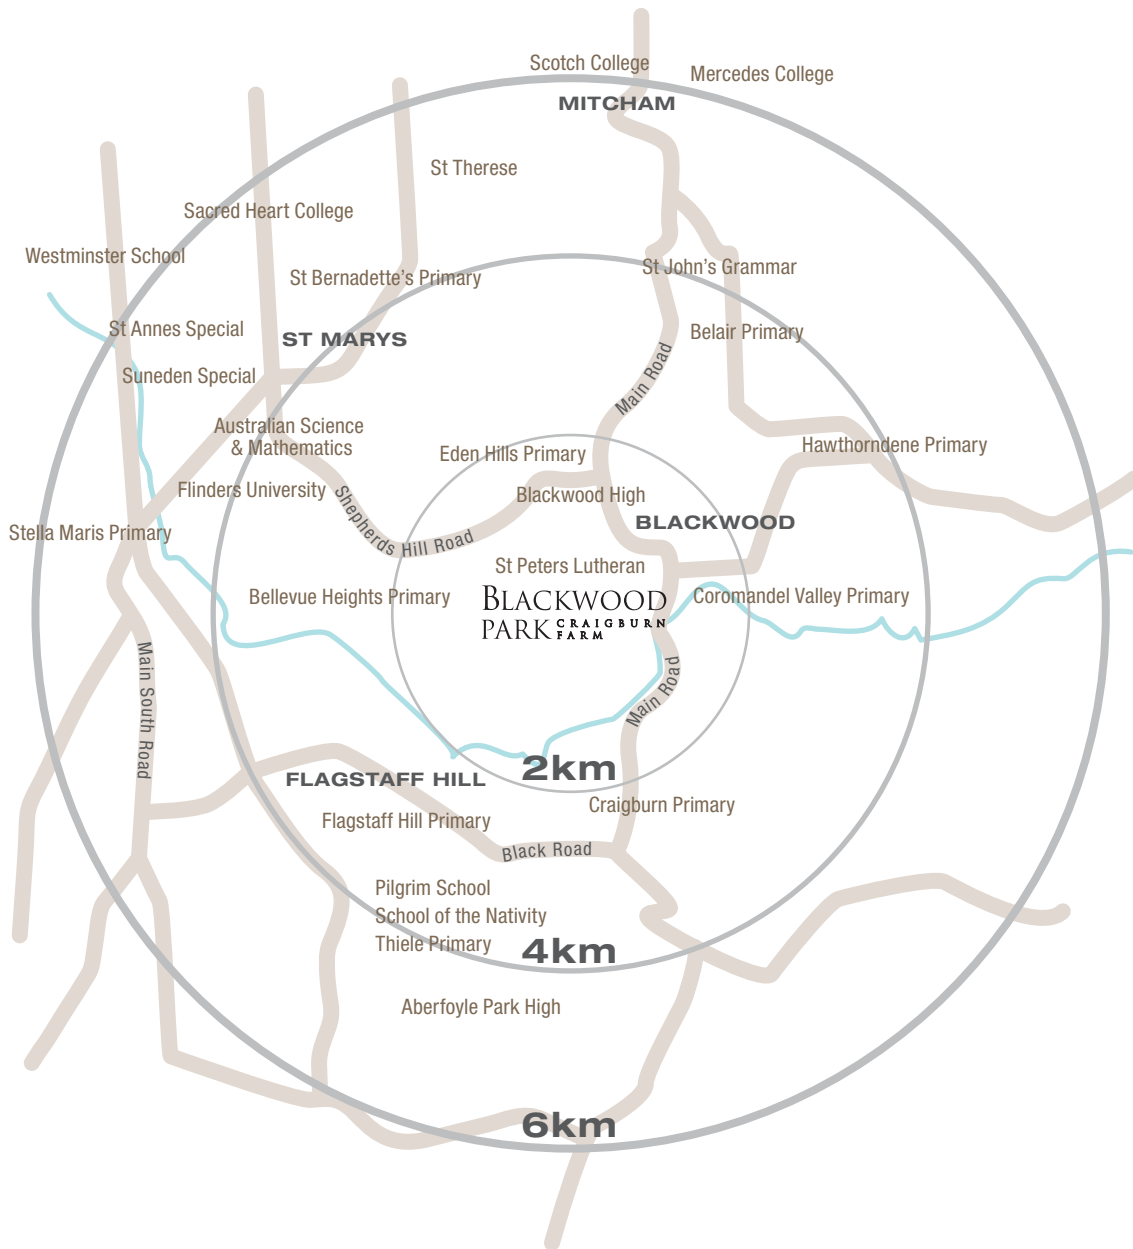 Scotch College
Mercedes College
MITCHAM
St Therese
Sacred Heart College
Westminster School
St John's Grammar
St Bernadette's Primary
St Annes Special
ST MARYS
Belair Primary
Suneden Special
Main Road
Australian Science
& Mathematics
Eden Hills Primary
Hawthorndene Primary
Flinders University
Blackwood High
Shepherds Hill Road
BLACKWOOD
Stella Maris Primary
St Peters Lutheran
Bellevue Heights Primary
BLACKWOOD
PARK CRAIGBURN
FARM
Coromandel Valley Primary
Main South Road
Main Road
2km
FLAGSTAFF HILL
Craigburn Primary
Flagstaff Hill Primary
Black Road
Pilgrim School
School of the Nativity
Thiele Primary
4km
Aberfoyle Park High
6km